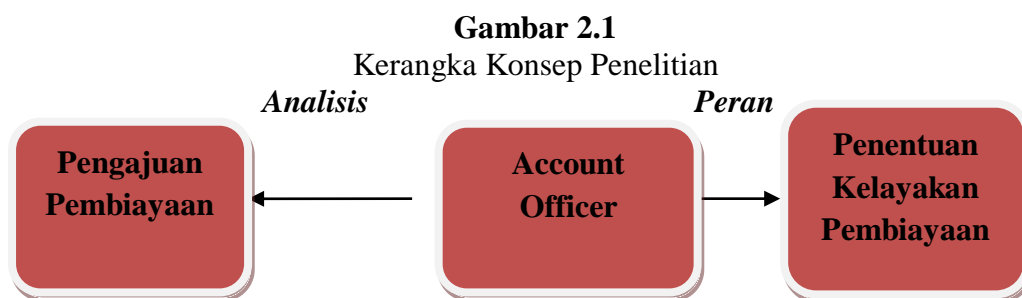 Gambar 2.1
Kerangka Konsep Penelitian
Analisis
Peran
Pengajuan
Pembiayaan
Account
Officer
Penentuan
Kelayakan
Pembiayaan